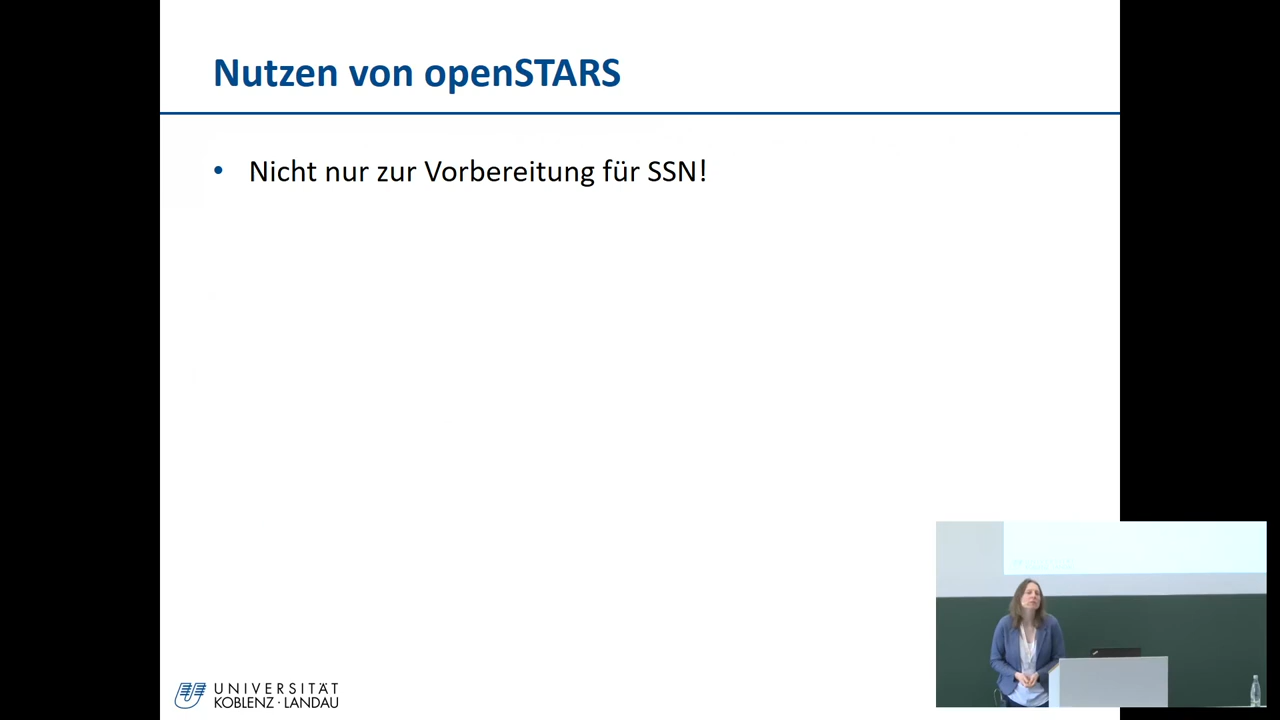 Nutzen von openSTARS
• Nicht nur zur Vorbereitung für SSN!
UNIVERSITÄT
KOBLENZ · LANDAU